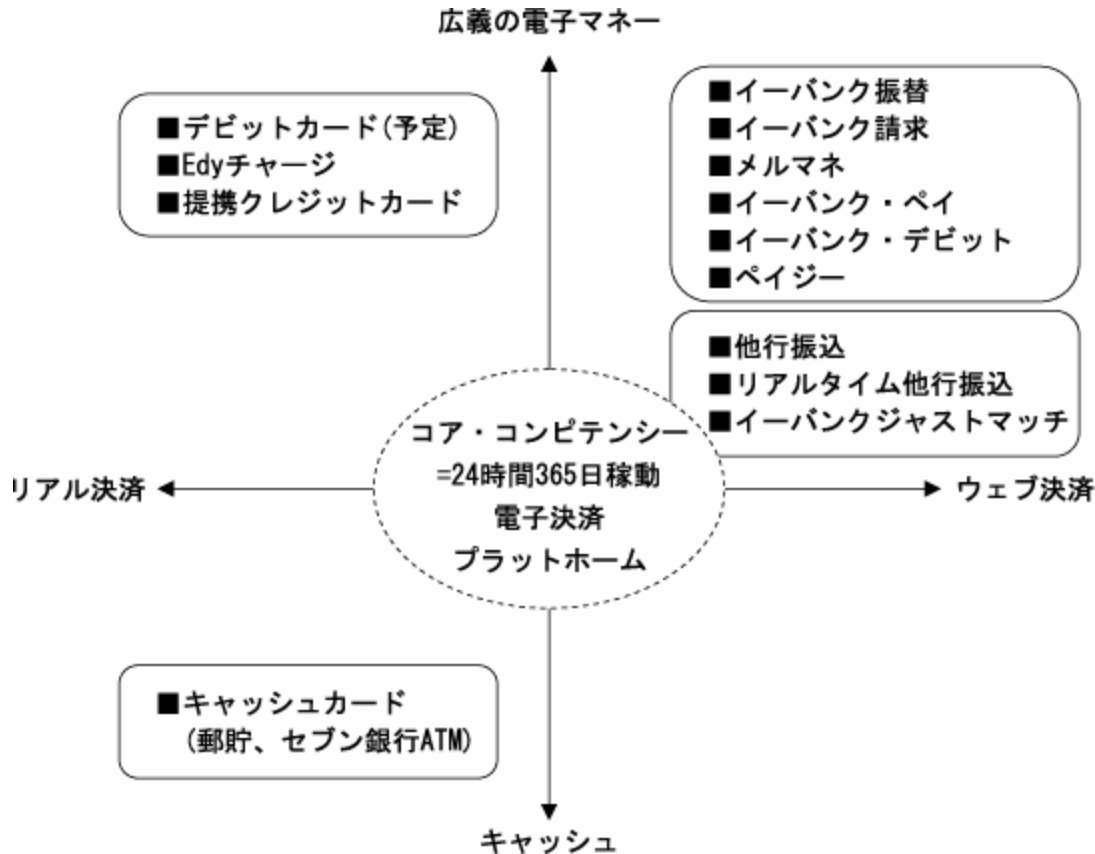 広義の電子マネー
■デビットカード(予定)
■Edyチャージ
■提携クレジットカード
■イーバンク振替
■イーバンク請求
■メルマネ
■イーバンク・ペイ
■イーバンク・デビット
■ペイジー
■他行振込
■リアルタイム他行振込
■イーバンクジャストマッチ
コア・コンピテンシー
=24時間365日稼動
電子決済
プラットホーム
リアル決済
ウェブ決済
■キャッシュカード
(郵貯、セブン銀行ATM)
キャッシュ